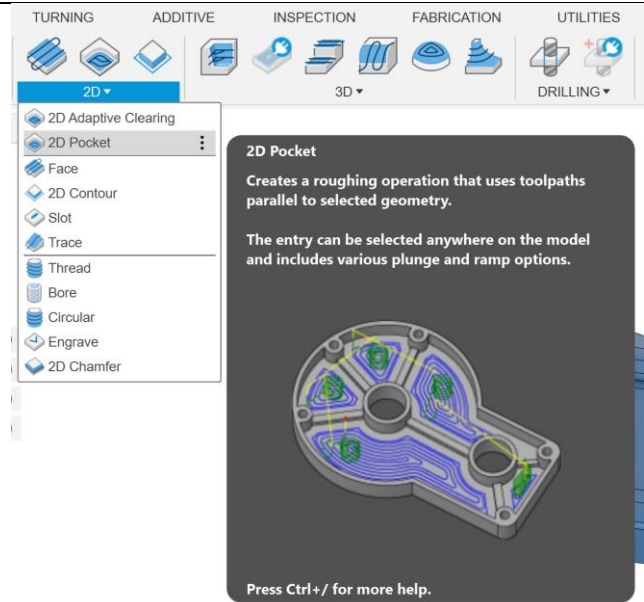 TURNING ADDITIVE INSPECTION FABRICATION UTILITIES
2D▾ 3D▾ DRILLING▾
2D Adaptive Clearing
2D Pocket
Face
2D Contour
Slot
Trace
Thread
Bore
Circular
Engrave
2D Chamfer
2D Pocket
Creates a roughing operation that uses toolpaths
parallel to selected geometry.
The entry can be selected anywhere on the model
and includes various plunge and ramp options.
Press Ctrl+/ for more help.